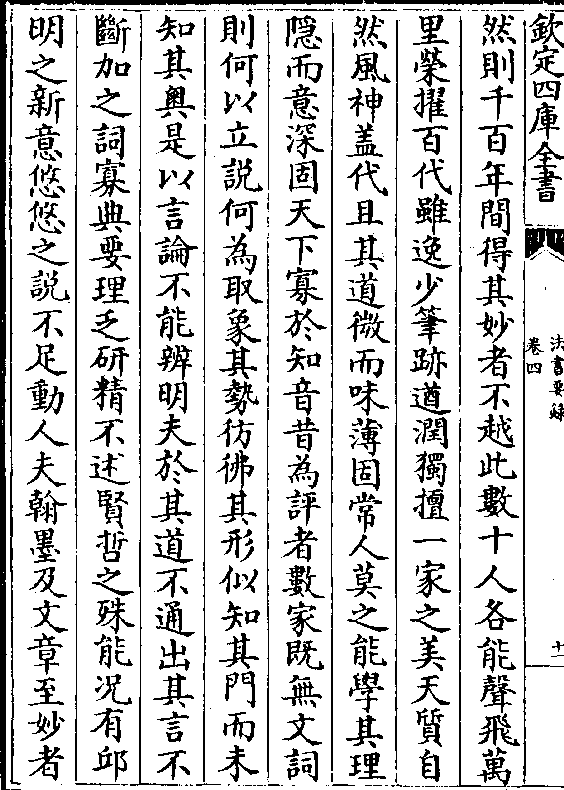 欽定四庫全書
法書要錄
卷四
十一
然則千百年間得其妙者不越此數十人各能聲飛萬
里榮擢百代雖逸少筆跡遒潤獨擅一家之美天質自
然風神盖代且其道微而味薄固常人莫之能學其理
隠而意深固天下寡於知音昔為評者數家既無文詞
則何以立説何為取象其勢彷彿其形似知其門而未
知其奥是以言論不能辨明夫於其道不通出其言不
斷加之詞寡典要理乏研精不述賢哲之殊能況有邱
明之新意悠悠之説不足動人夫翰墨及文章至妙者